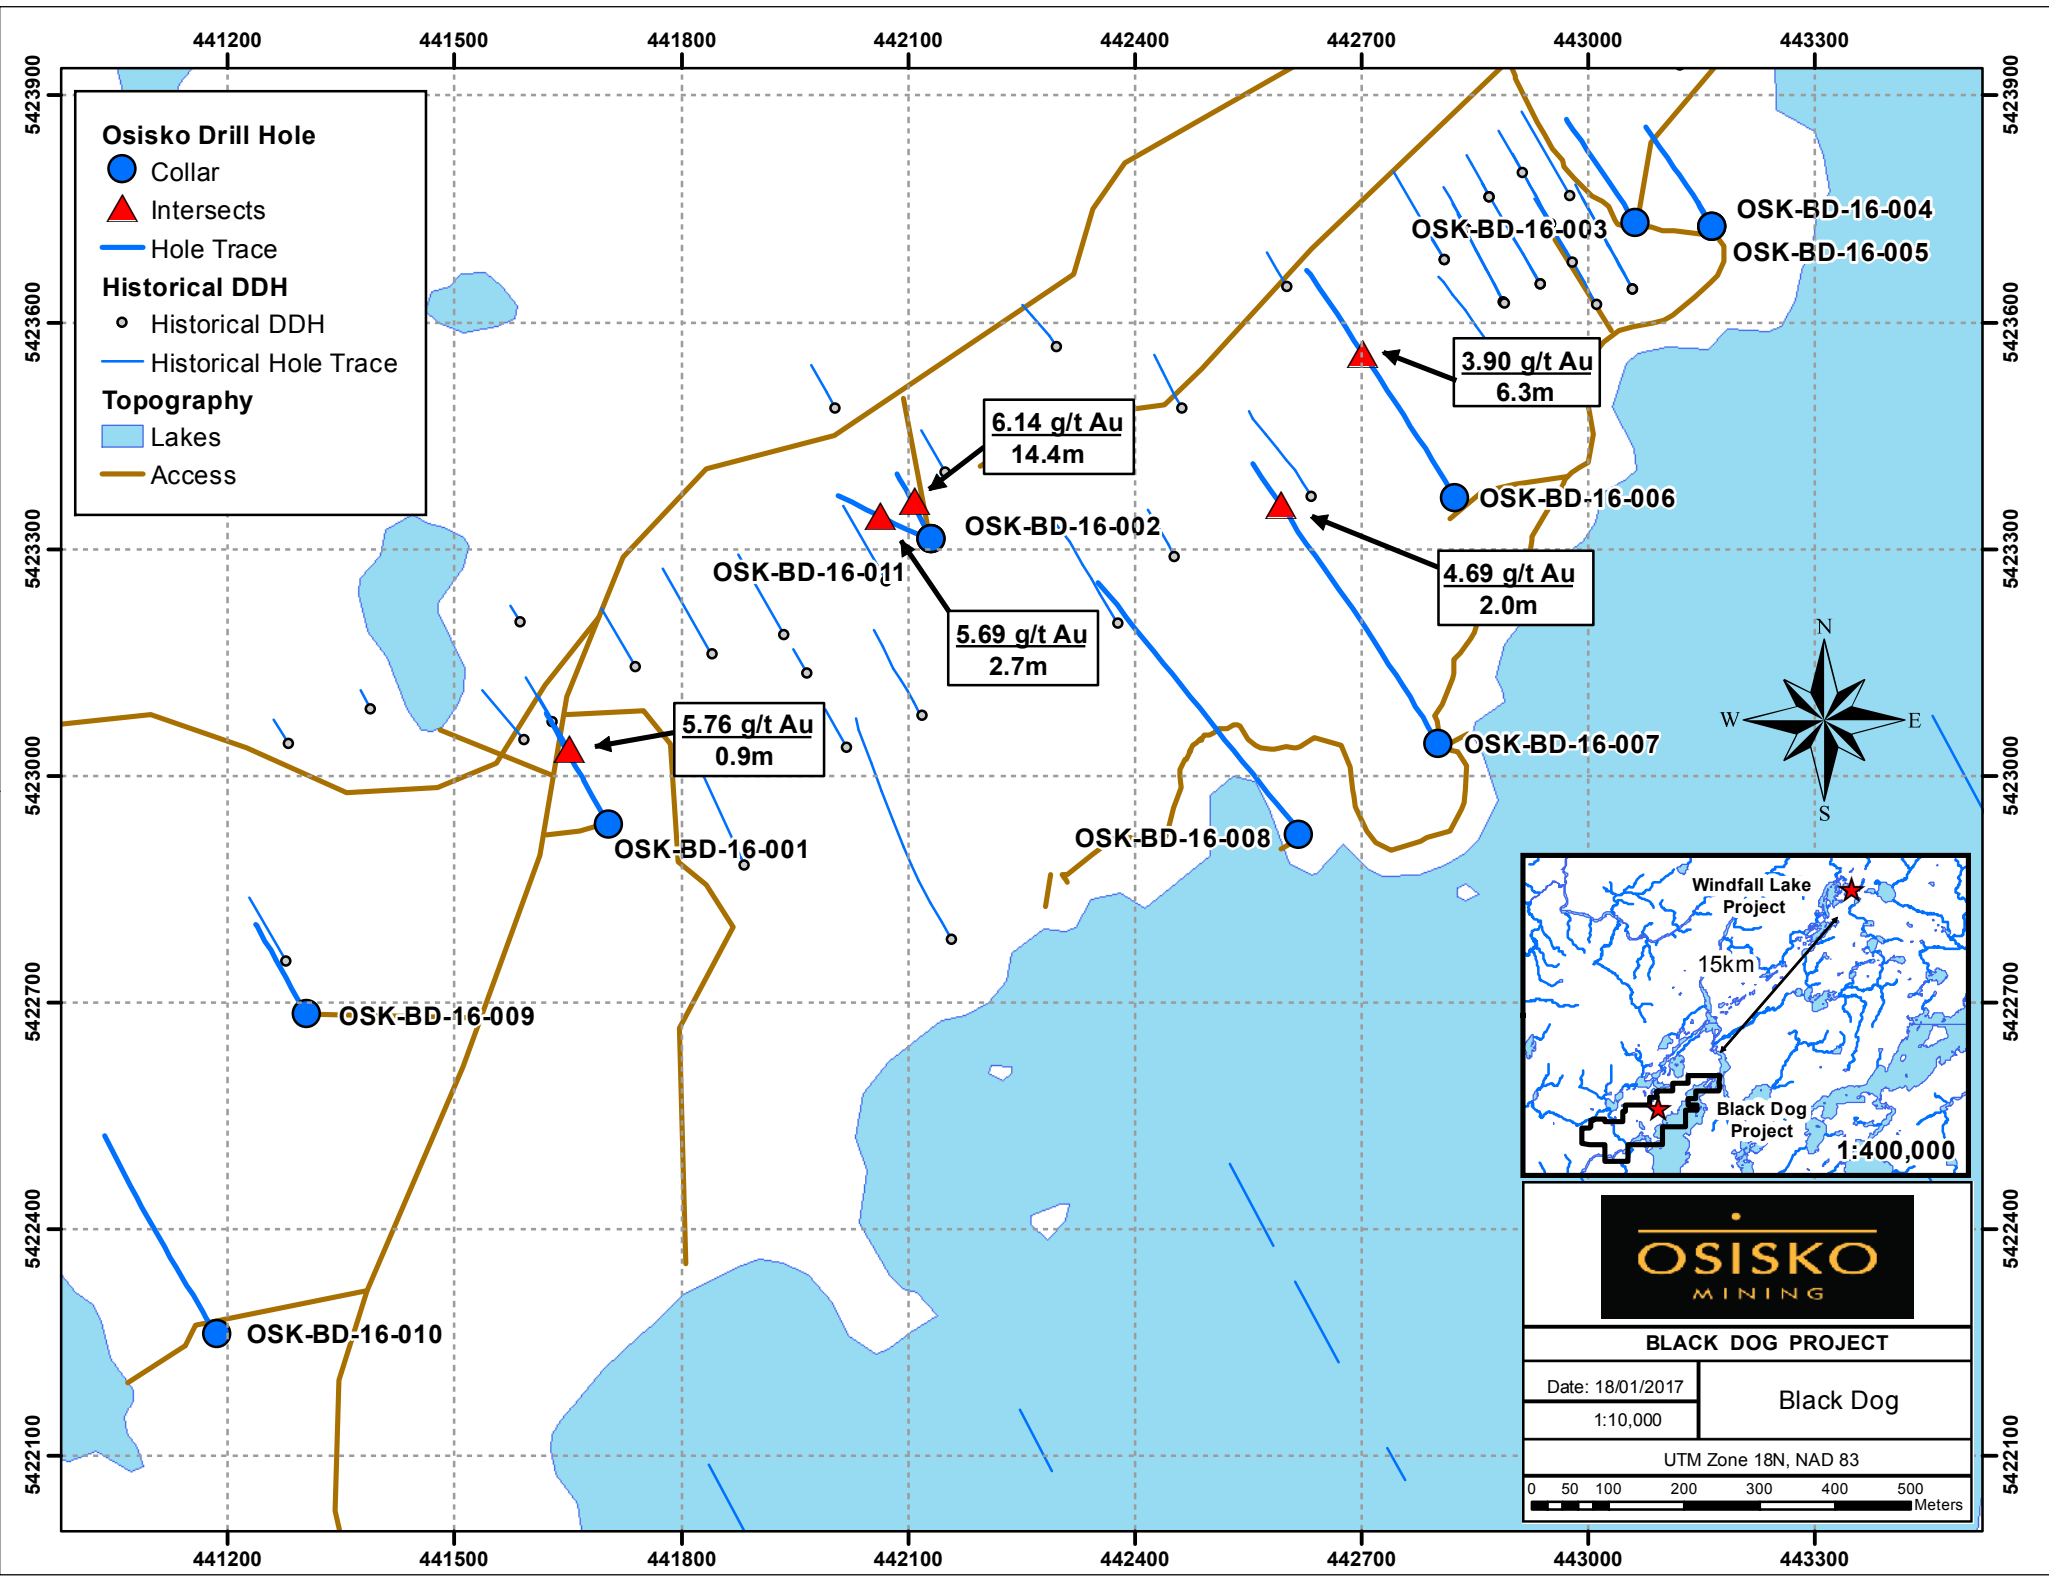 441200 441500 441800 442100 442400 442700 443000 443300
5423900
5423600
5423300
5423000
5422700
5422400
5422100
5423900
5423600
5423300
5423000
5422700
5422400
5422100
Osisko Drill Hole
Collar
Intersects
Hole Trace
Historical DDH
Historical DDH
Historical Hole Trace
Topography
Lakes
Access
OSK-BD-16-004
OSK-BD-16-003
OSK-BD-16-005
3.90 g/t Au
6.3m
6.14 g/t Au
14.4m
OSK-BD-16-006
OSK-BD-16-002
OSK-BD-16-011
4.69 g/t Au
2.0m
5.69 g/t Au
2.7m
5.76 g/t Au
0.9m
OSK-BD-16-007
OSK-BD-16-008
OSK-BD-16-001
OSK-BD-16-009
OSK-BD-16-010
N
W E
S
Windfall Lake
Project
15km
Black Dog
Project
1:400,000
OSISKO
MINING
BLACK DOG PROJECT
Date: 18/01/2017
1:10,000
Black Dog
UTM Zone 18N, NAD 83
0 50 100 200 300 400 500
Meters
441200 441500 441800 442100 442400 442700 443000 443300